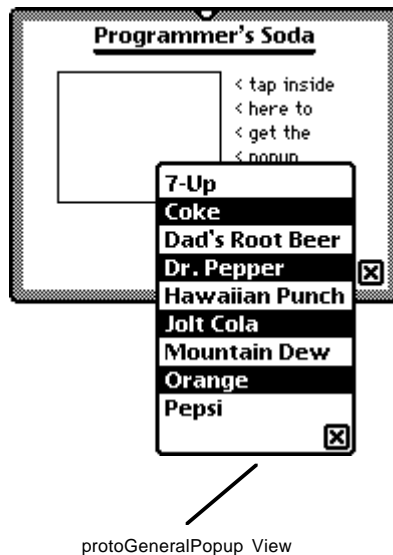 Programmer's Soda
< tap inside
< here to
< get the
< popup
7-Up
Coke
Dad's Root Beer
Dr. Pepper
Hawaiian Punch
Jolt Cola
Mountain Dew
Orange
Pepsi
protoGeneralPopup View